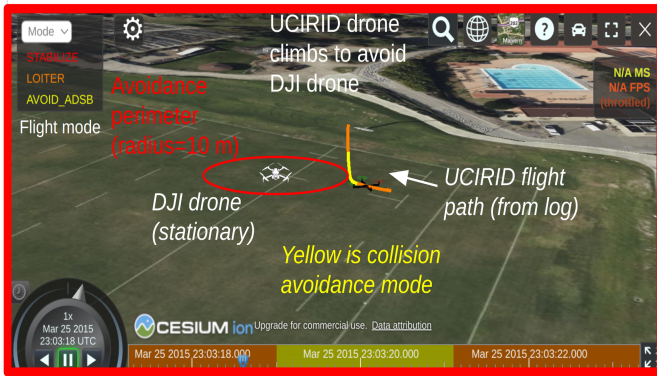 Mode
STABILIZE
LOITER
AVOID_ADSB
Flight mode
Avoidance
perimeter
(radius=10 m)
UCIRID drone
climbs to avoid
DJI drone
?
N/A MS
N/A FPS
(throttled)
DJI drone
(stationary)
UCIRID flight
path (from log)
Yellow is collision
avoidance mode
1x
Mar 25 2015
23:03:18 UTC
CESIUM ion
Upgrade for commercial use. Data attribution
Mar 25 2015 23:03:18.000
Mar 25 2015 23:03:20.000
Mar 25 2015 23:03:22.000